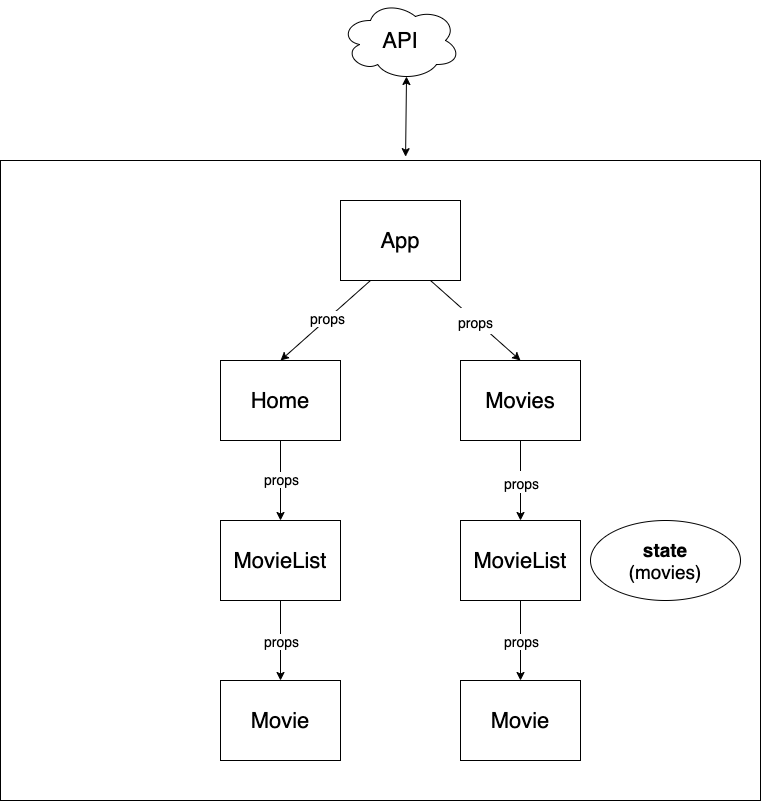 API
App
props
props
Home
Movies
props
props
MovieList
MovieList
state
(movies)
props
props
Movie
Movie